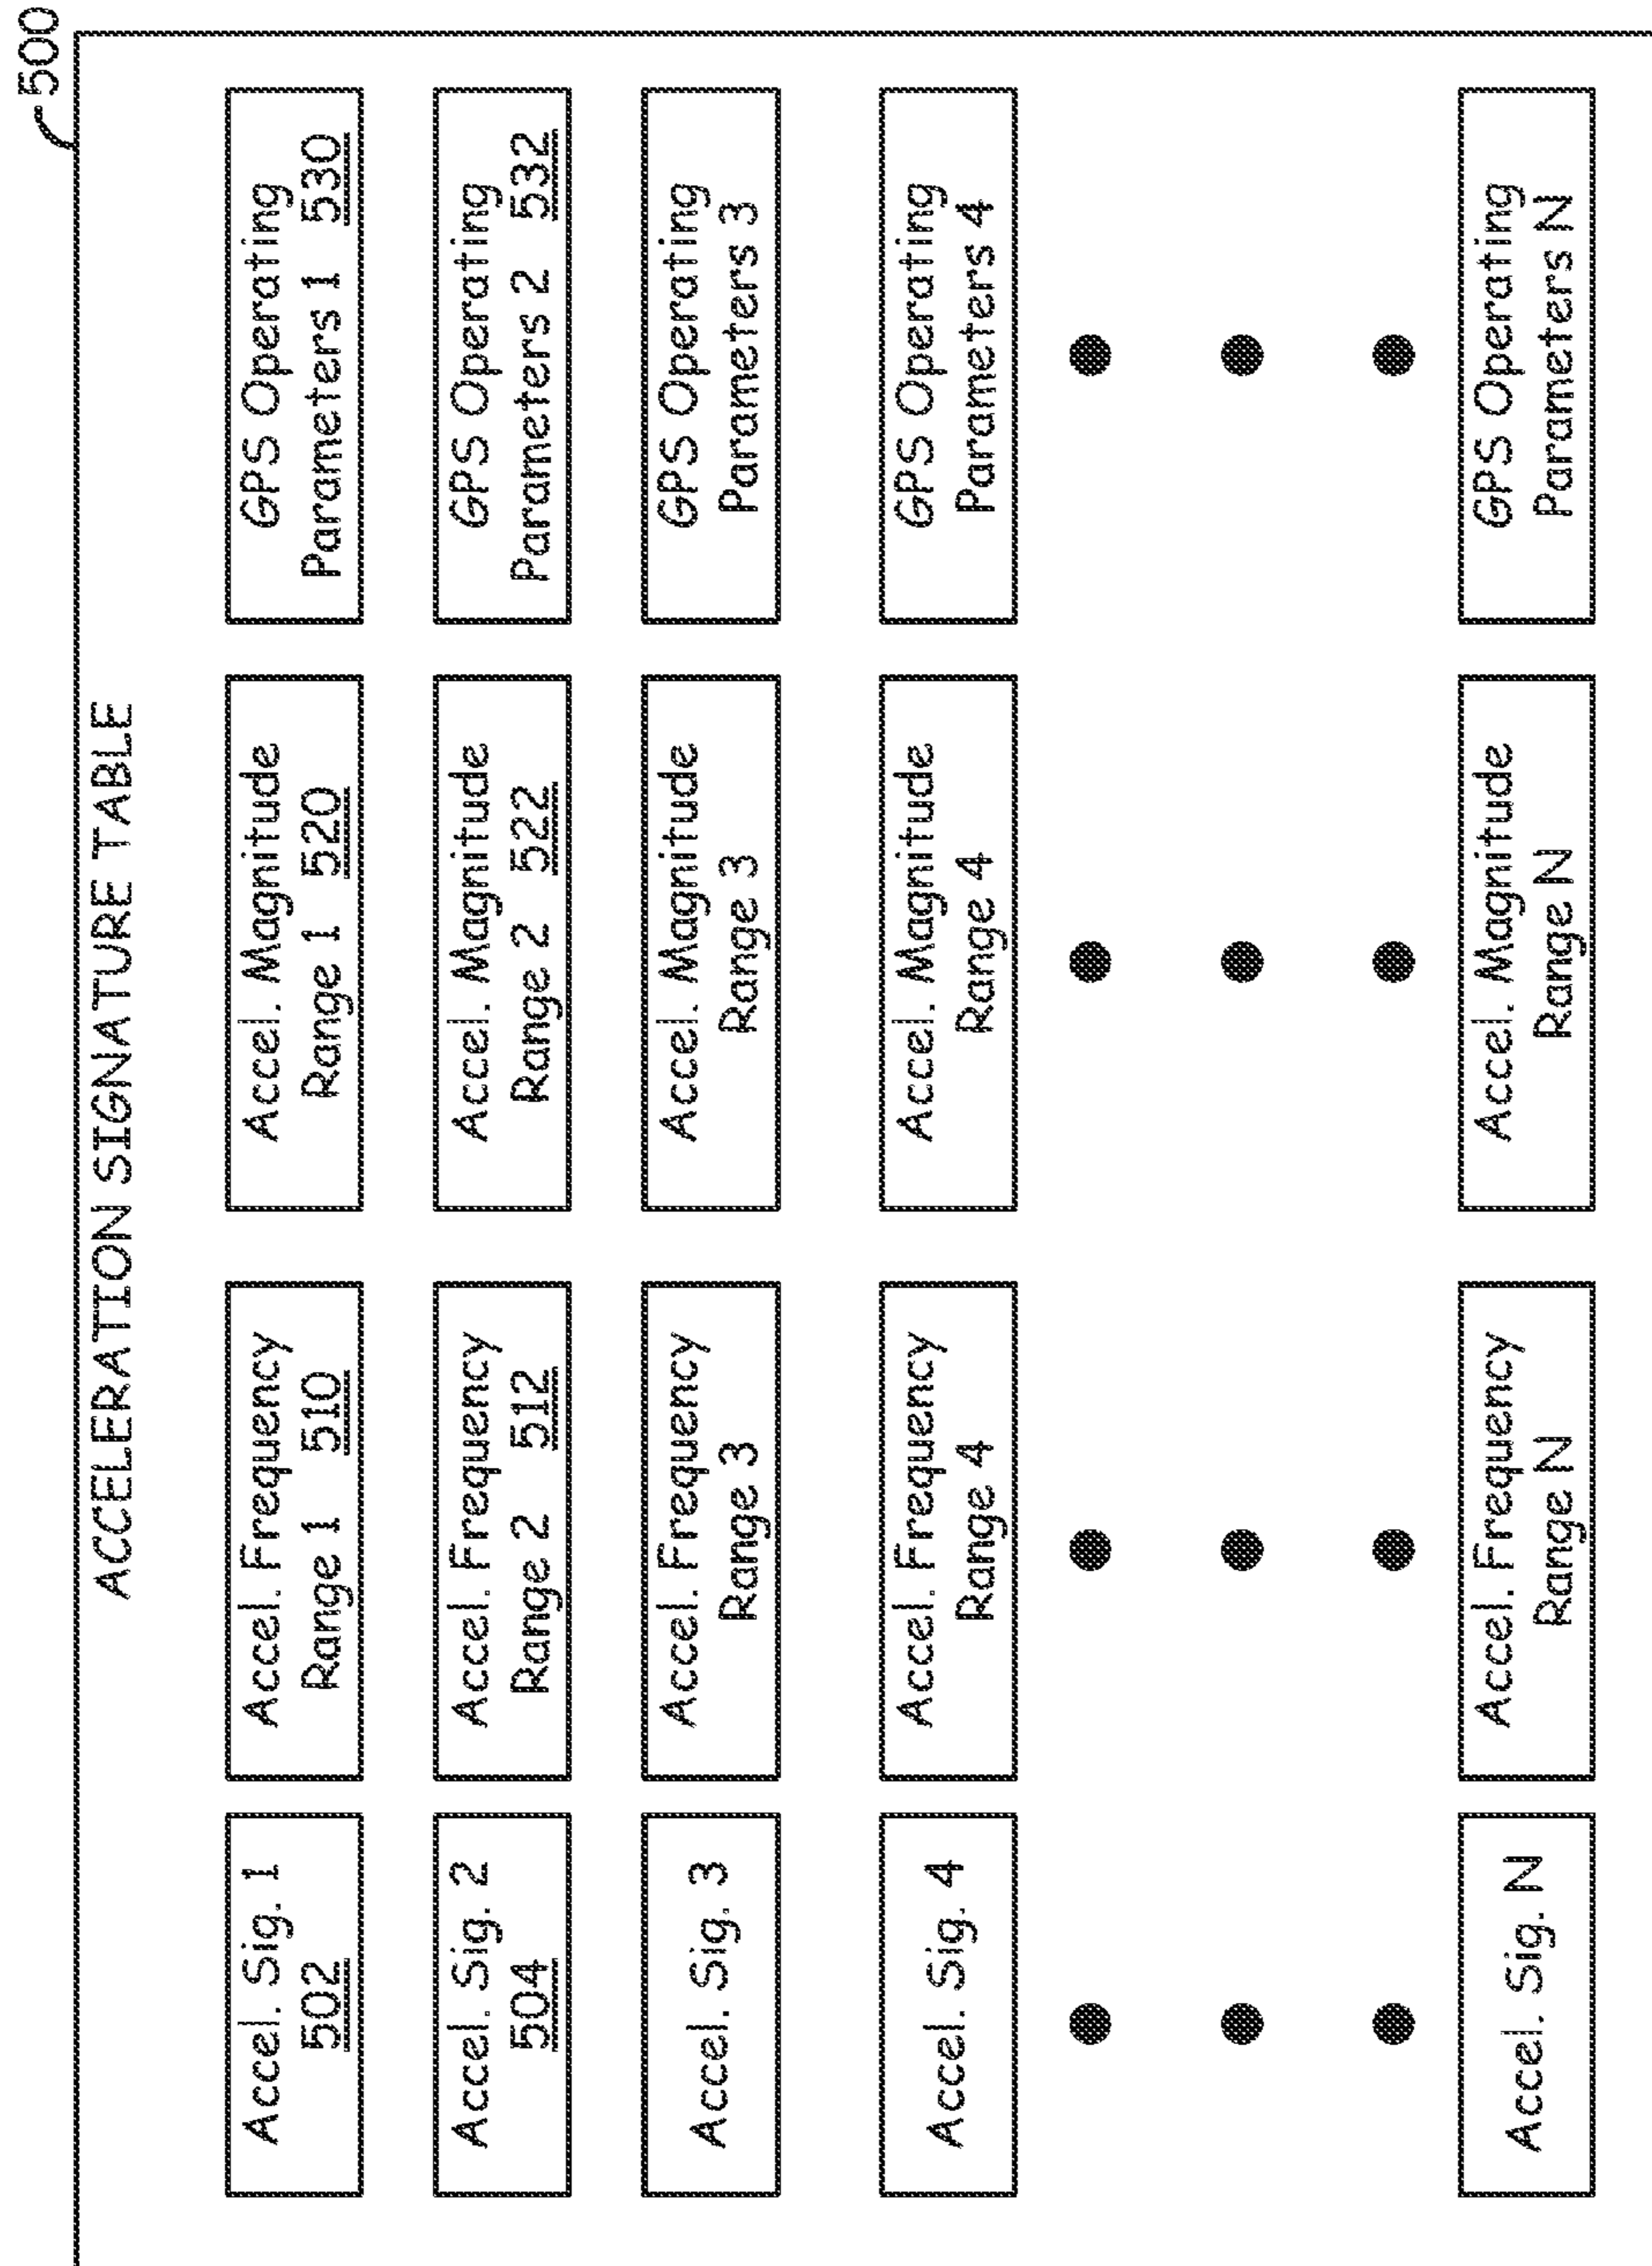 500
ACCELERATION SIGNATURE TABLE
Accel. Sig. 1
502
Accel. Frequency
Range 1 510
Accel. Magnitude
Range 1 520
GPS Operating
Parameters 1 530
Accel. Sig. 2
504
Accel. Frequency
Range 2 512
Accel. Magnitude
Range 2 522
GPS Operating
Parameters 2 532
Accel. Sig. 3
Accel. Frequency
Range 3
Accel. Magnitude
Range 3
GPS Operating
Parameters 3
Accel. Sig. 4
Accel. Frequency
Range 4
Accel. Magnitude
Range 4
GPS Operating
Parameters 4
Accel. Sig. N
Accel. Frequency
Range N
Accel. Magnitude
Range N
GPS Operating
Parameters N